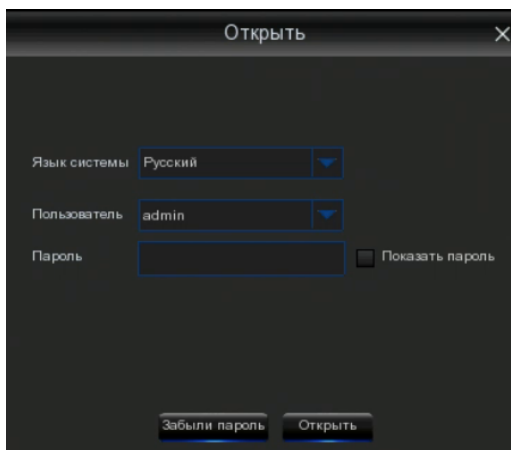 Открыть
Язык системы Русский
Пользователь admin
Пароль Показать пароль
Забыли пароль Открыть